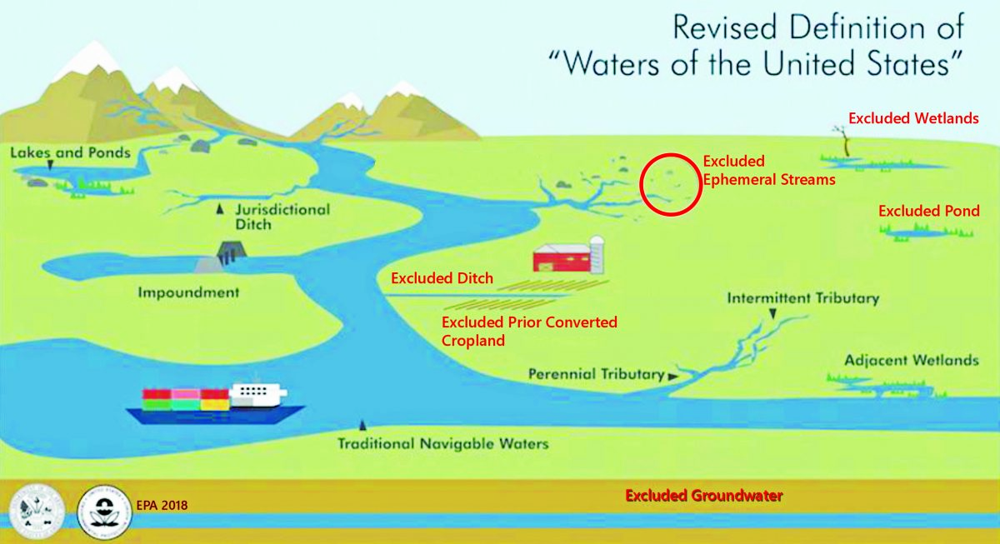 Revised Definition of
“Waters of the United States”
Excluded Wetlands
Lakes and Ponds
Excluded
Ephemeral Streams
Jurisdictional
Ditch
Excluded Pond
Excluded Ditch
Impoundment
Intermittent Tributary
Excluded Prior Converted
Cropland
Adjacent Wetlands
Perennial Tributary
Traditional Navigable Waters
Excluded Groundwater
EPA 2018